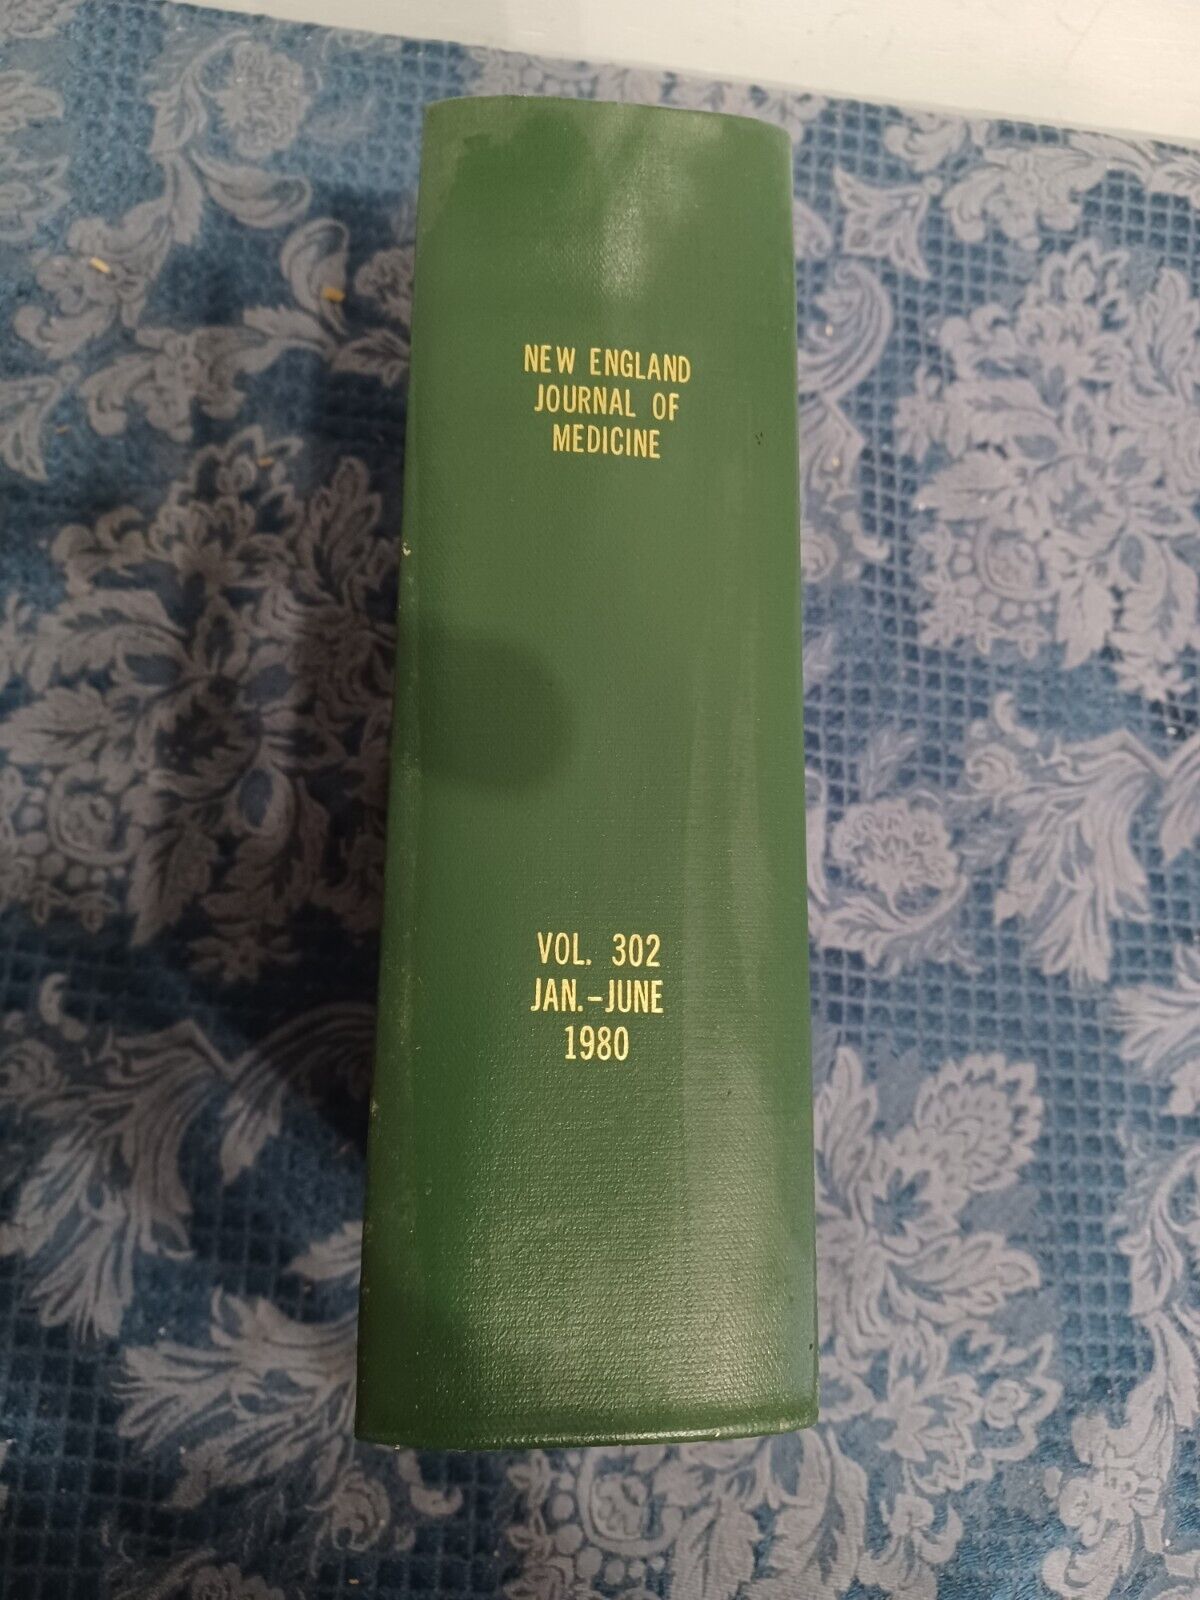 NEW ENGLAND
JOURNAL OF
MEDICINE
VOL. 302
JAN.-JUNE
1980